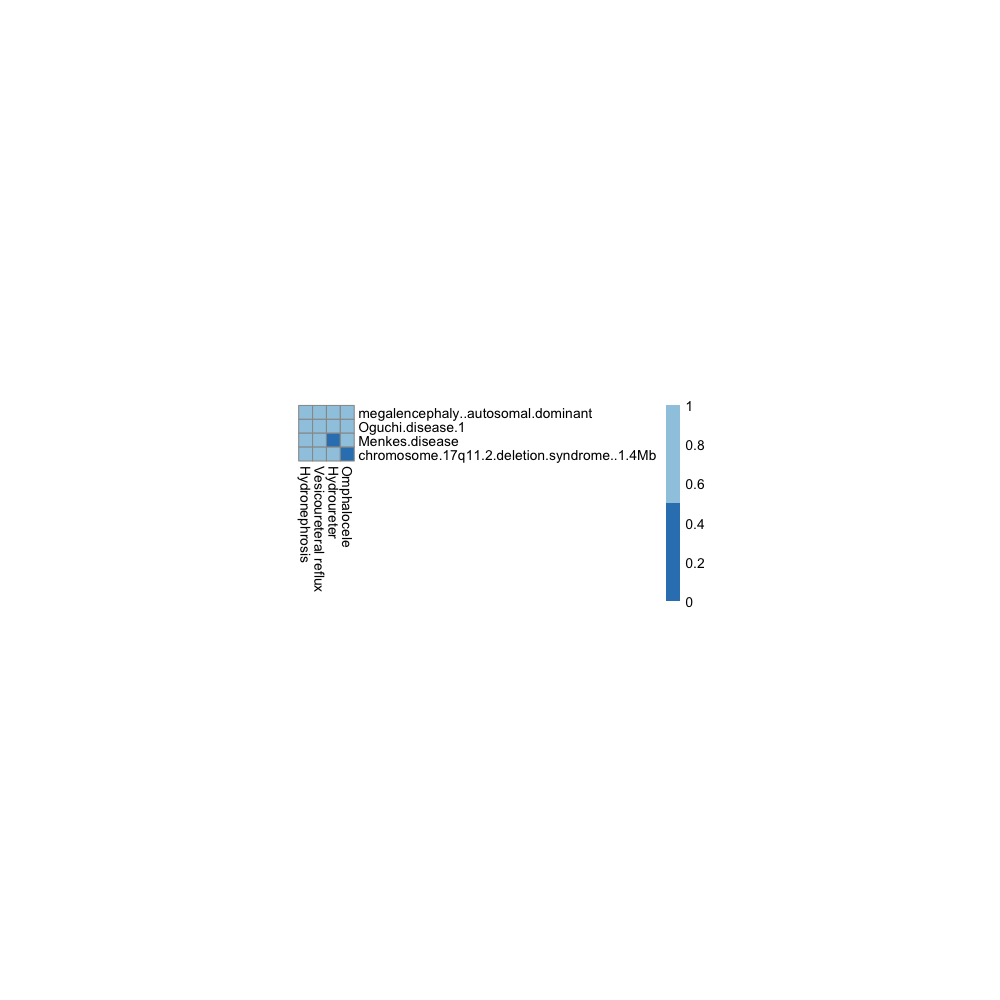 megalencephaly..autosomal.dominant
Oguchi.disease.1
Menkes.disease
chromosome.17q11.2.deletion.syndrome..1.4Mb
Hydronephrosis
Vesicoureteral reflux
Hydroureter
Omphalocele
1
0.8
0.6
0.4
0.2
0